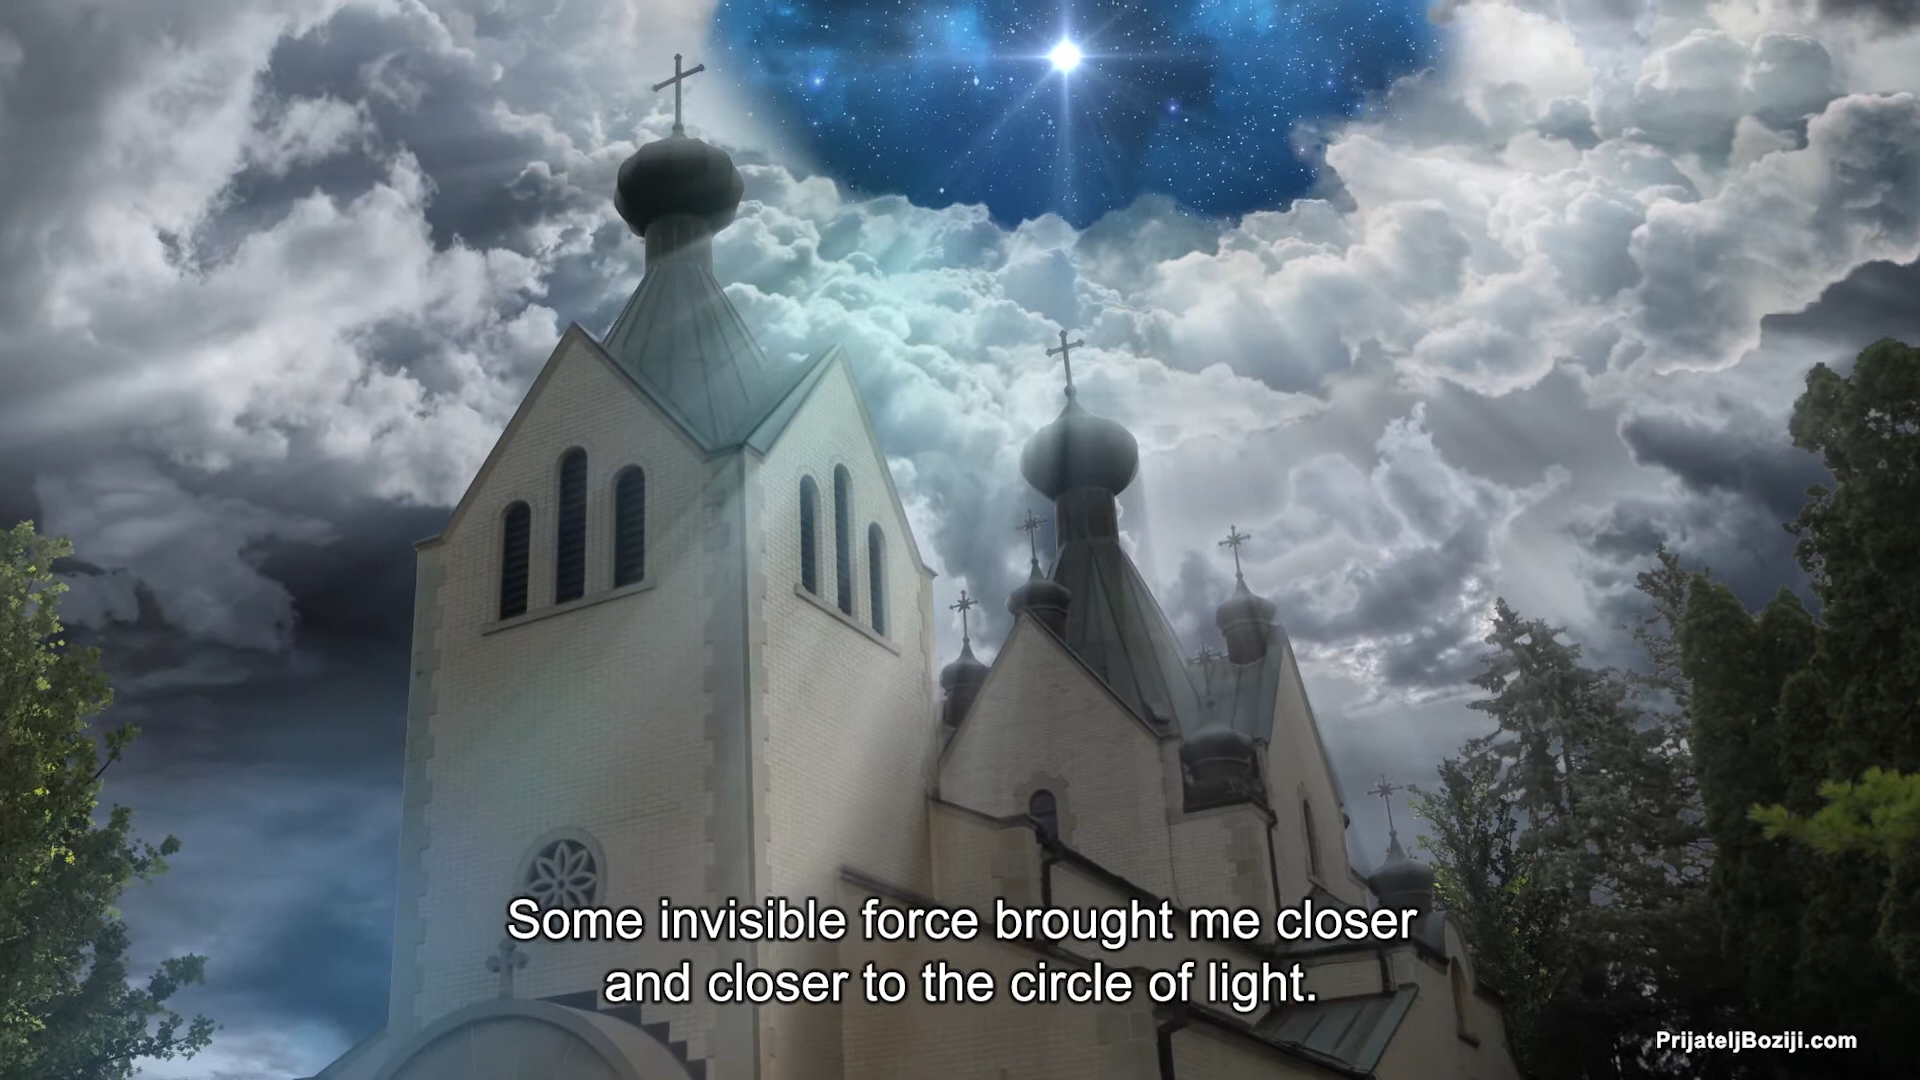 Some invisible force brought me closer
and closer to the circle of light.
PrijateljBoziji.com